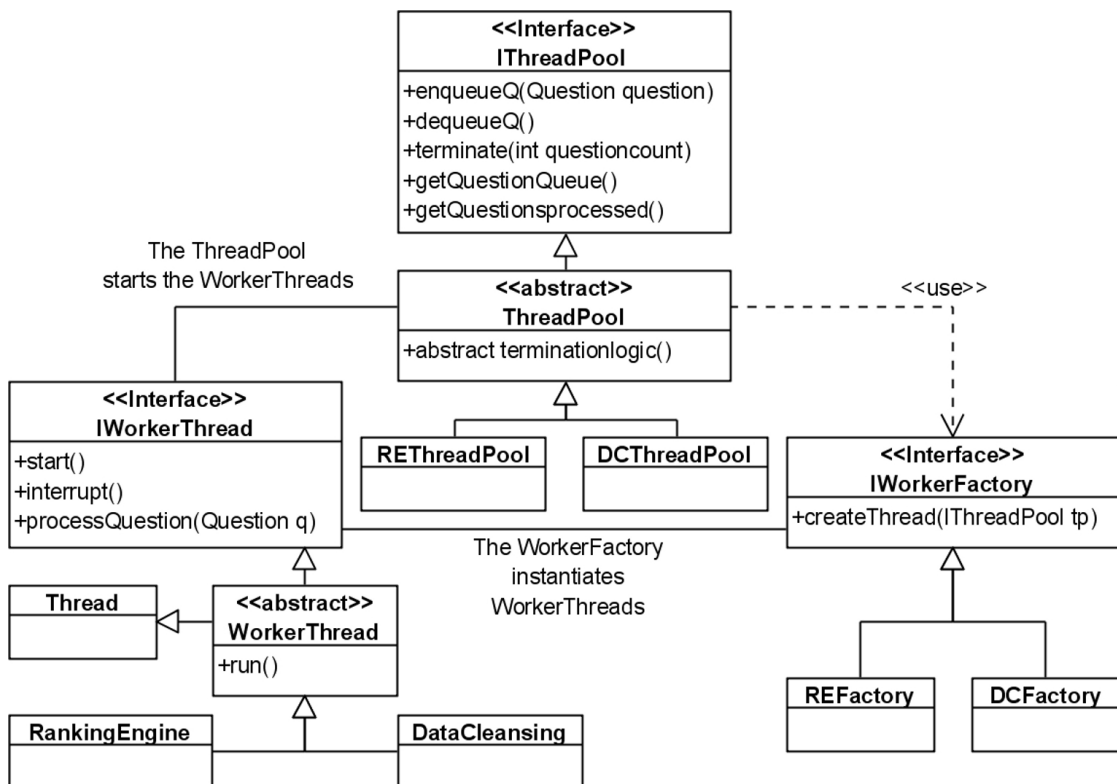 <<Interface>>
IThreadPool
+enqueueQ(Question question)
+dequeueQ()
+terminate(int questioncount)
+getQuestionQueue()
+getQuestionsprocessed()
The ThreadPool
starts the WorkerThreads
<<abstract>>
ThreadPool
+abstract terminationlogic()
<<use>>
<<Interface>>
IWorkerThread
+start()
+interrupt()
+processQuestion(Question q)
REThreadPool
DCThreadPool
<<Interface>>
IWorkerFactory
+createThread(IThreadPool tp)
The WorkerFactory
instantiates
WorkerThreads
Thread
<<abstract>>
WorkerThread
+run()
REFactory
DCFactory
RankingEngine
DataCleansing